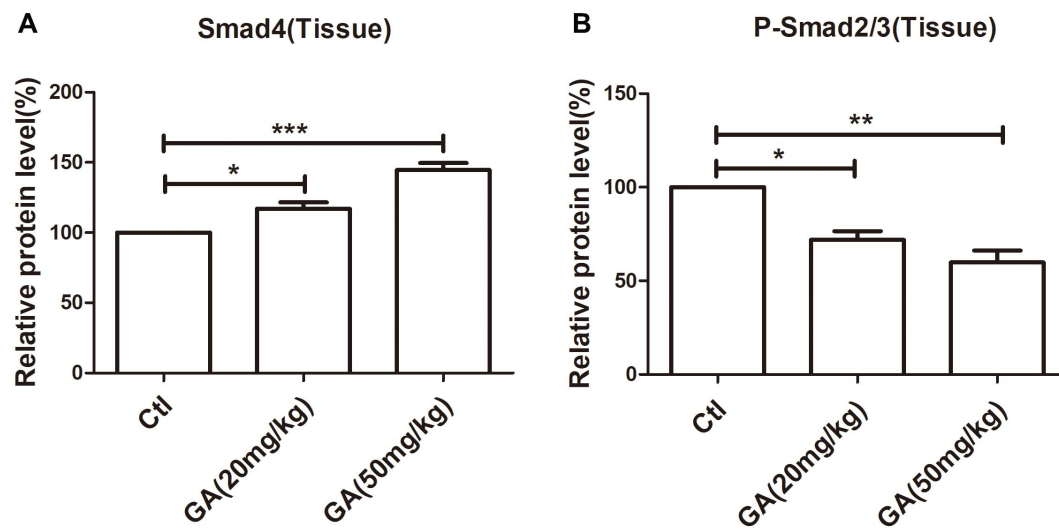 A
Smad4(Tissue)
Relative protein level(%)
200
150
100
50
0
***
*
Ctl
GA(20mg/kg)
GA(50mg/kg)
B
P-Smad2/3(Tissue)
Relative protein level(%)
150
100
50
0
**
*
Ctl
GA(20mg/kg)
GA(50mg/kg)